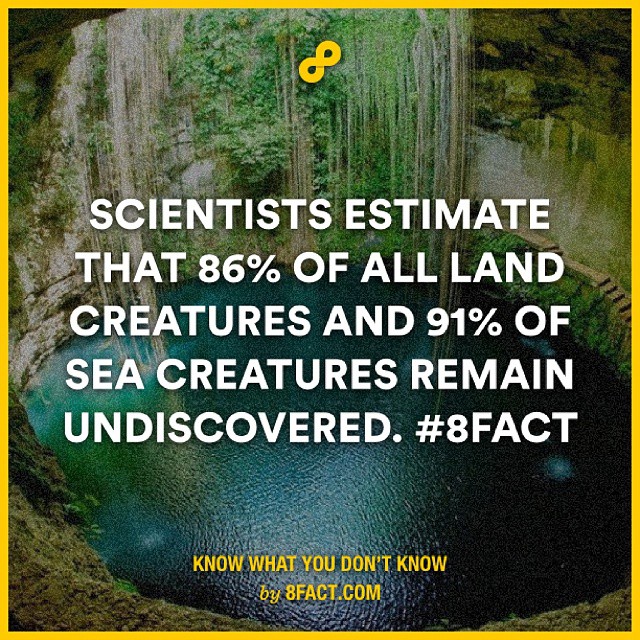 SCIENTISTS ESTIMATE
THAT 86% OF ALL LAND
CREATURES AND 91% OF
SEA CREATURES REMAIN
UNDISCOVERED. #8FACT
KNOW WHAT YOU DON'T KNOW
by 8FACT.COM